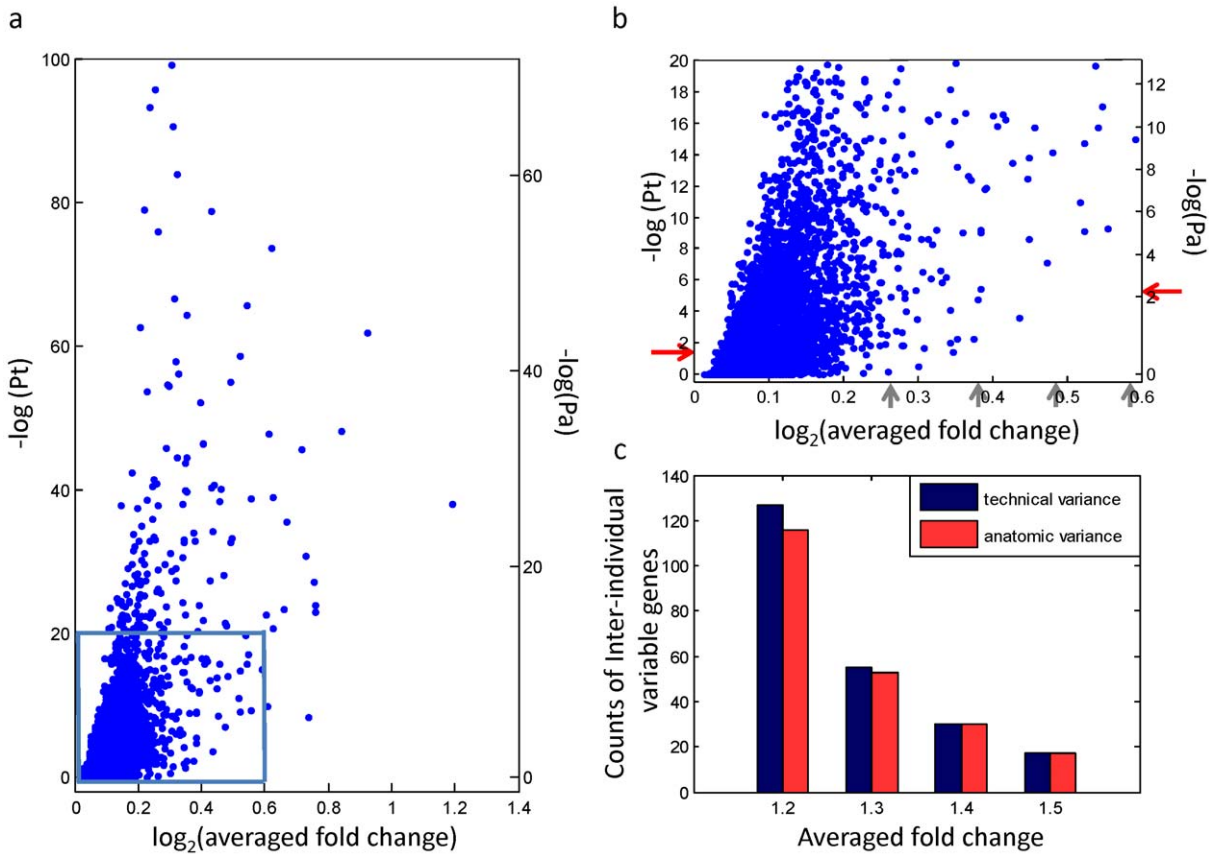 a
100
80
60
40
20
0
-log (Pt)
60
40
20
0
-log(Pa)
0 0.2 0.4 0.6 0.8 1 1.2 1.4
log2(averaged fold change)
b
20
18
16
14
12
10
8
6
4
2
0
-log (Pt)
12
10
8
6
4
2
0
-log(Pa)
0 0.1 0.2 0.3 0.4 0.5 0.6
log2(averaged fold change)
c
140
120
100
80
60
40
20
0
Counts of Inter-individual
variable genes
technical variance
anatomic variance
1.2 1.3 1.4 1.5
Averaged fold change